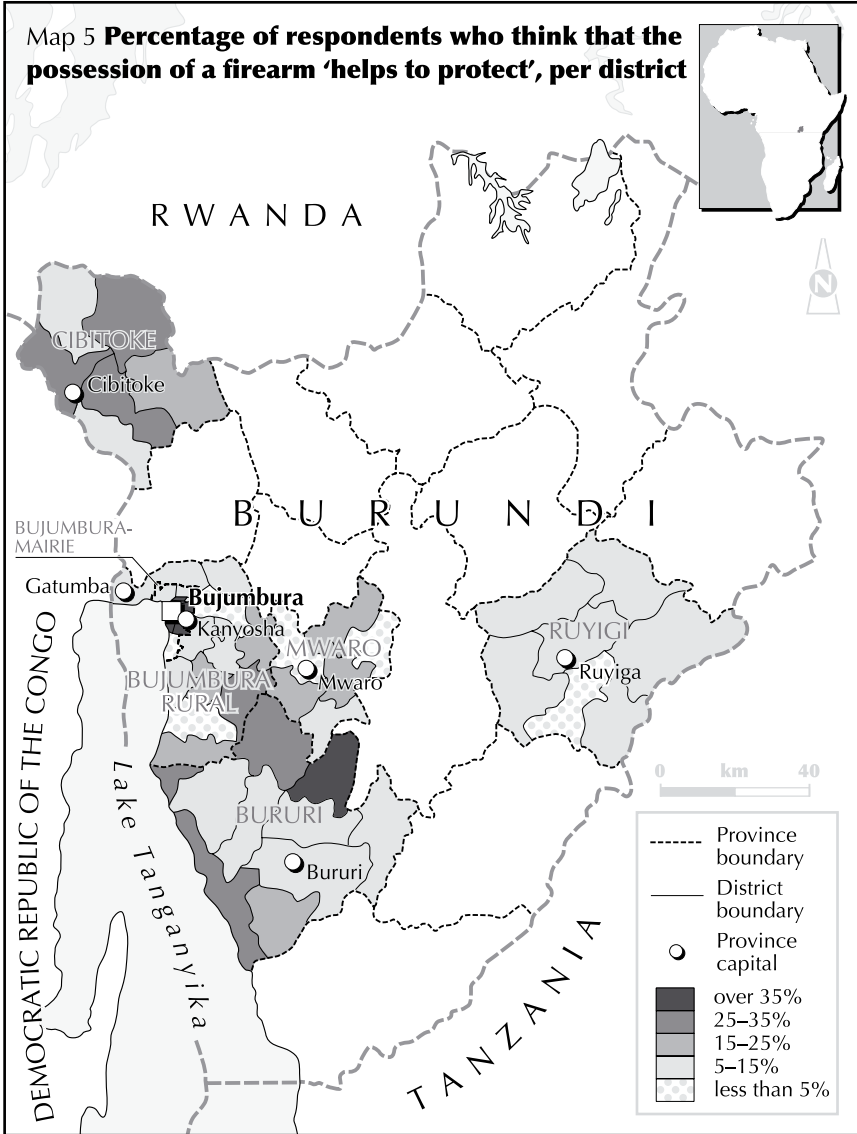 Map 5 Percentage of respondents who think that the
possession of a firearm ‘helps to protect’, per district
RWANDA
N
CIBITOKE
Cibitoke
BURUNDI
BUJUMBURA-
MAIRIE
Gatumba
Bujumbura
Kanyosha
MWARO
Mwaro
RUYIGI
Ruyiga
BUJUMBURA
RURAL
BURURI
Bururi
DEMOCRATIC REPUBLIC OF THE CONGO
Lake Tanganyika
TANZANIA
0 km 40
Province
boundary
District
boundary
Province
capital
over 35%
25–35%
15–25%
5–15%
less than 5%